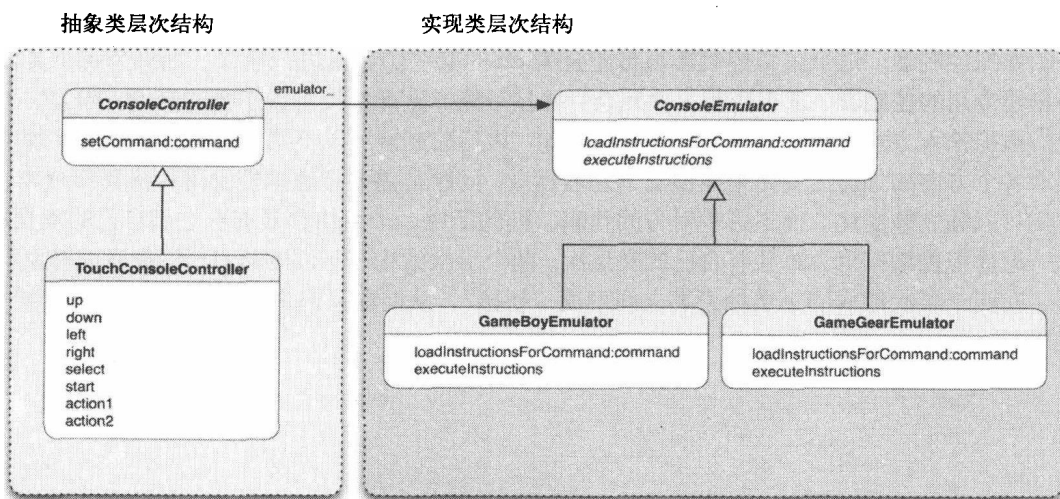 抽象类层次结构
实现类层次结构
ConsoleController
setCommand:command
emulator_
ConsoleEmulator
loadInstructionsForCommand:command
executeInstructions
TouchConsoleController
up
down
left
right
select
start
action1
action2
GameBoyEmulator
loadInstructionsForCommand:command
executeInstructions
GameGearEmulator
loadInstructionsForCommand:command
executeInstructions